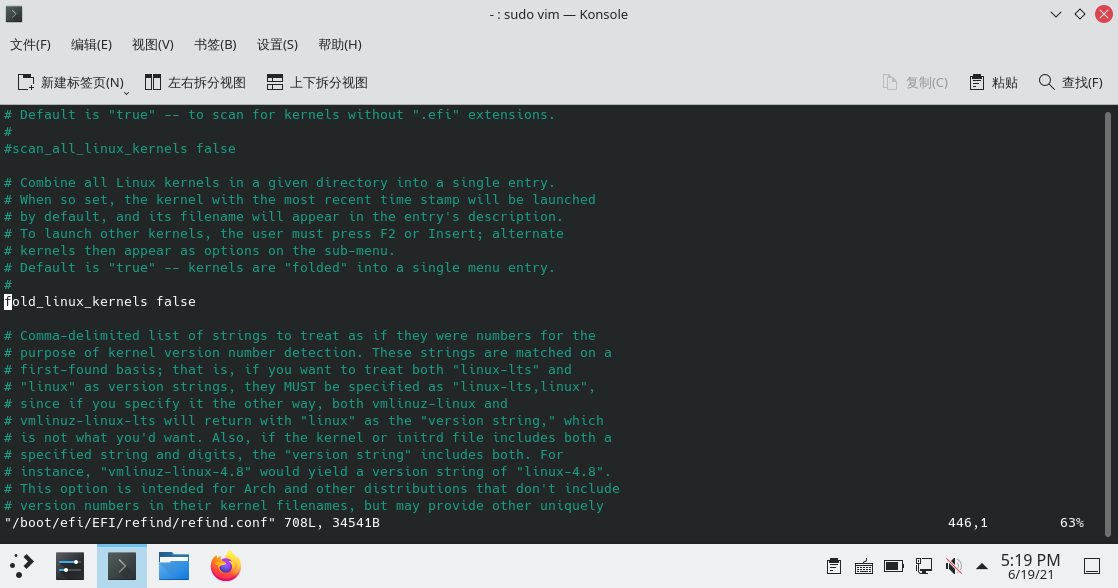 - : sudo vim — Konsole
文件(F) 编辑(E) 视图(V) 书签(B) 设置(S) 帮助(H)
新建标签页(N) 左右拆分视图 上下拆分视图 复制(C) 粘贴 查找(F)
# Default is "true" -- to scan for kernels without ".efi" extensions.
#
#scan_all_linux_kernels false
# Combine all Linux kernels in a given directory into a single entry.
# When so set, the kernel with the most recent time stamp will be launched
# by default, and its filename will appear in the entry's description.
# To launch other kernels, the user must press F2 or Insert; alternate
# kernels then appear as options on the sub-menu.
# Default is "true" -- kernels are "folded" into a single menu entry.
#
fold_linux_kernels false
# Comma-delimited list of strings to treat as if they were numbers for the
# purpose of kernel version number detection. These strings are matched on a
# first-found basis; that is, if you want to treat both "linux-lts" and
# "linux" as version strings, they MUST be specified as "linux-lts,linux",
# since if you specify it the other way, both vmlinuz-linux and
# vmlinuz-linux-lts will return with "linux" as the "version string," which
# is not what you'd want. Also, if the kernel or initrd file includes both a
# specified string and digits, the "version string" includes both. For
# instance, "vmlinuz-linux-4.8" would yield a version string of "linux-4.8".
# This option is intended for Arch and other distributions that don't include
# version numbers in their kernel filenames, but may provide other uniquely
"/boot/efi/EFI/refind/refind.conf" 708L, 34541B 446,1 63%
5:19 PM
6/19/21